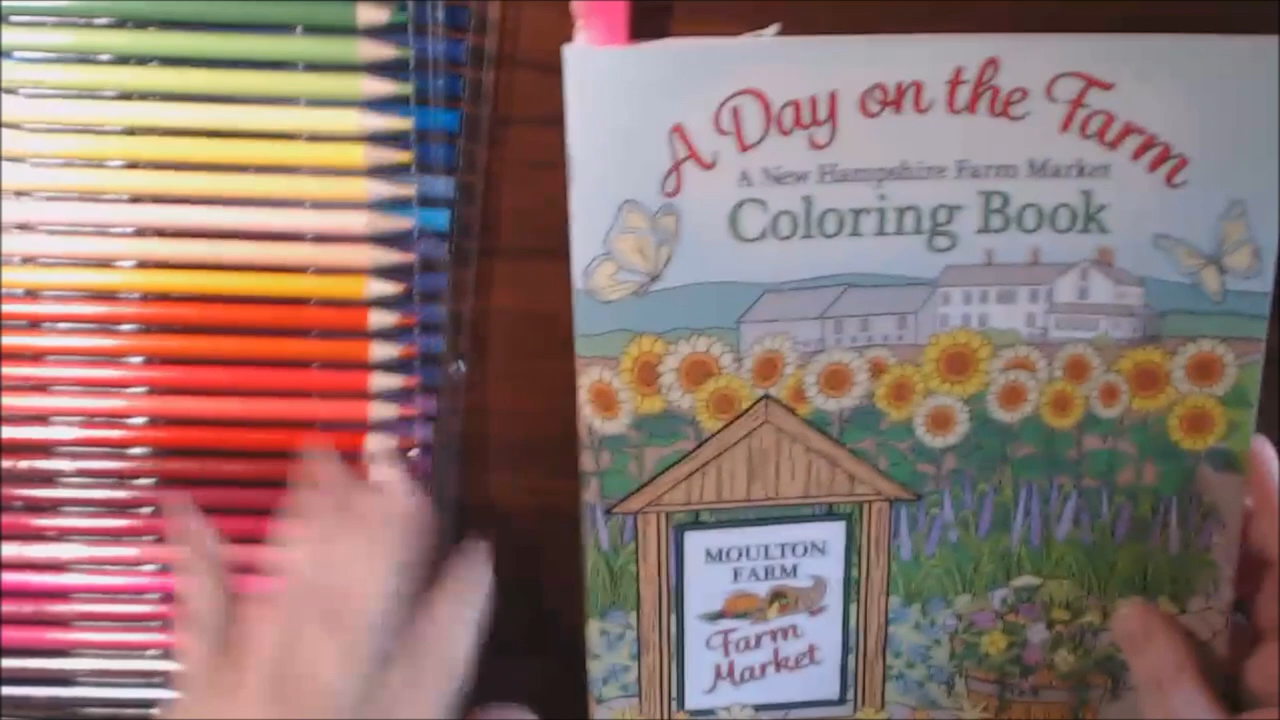 A Day on the Farm
A New Hampshire Farm Market
Coloring Book
MOULTON
FARM
Farm
Market